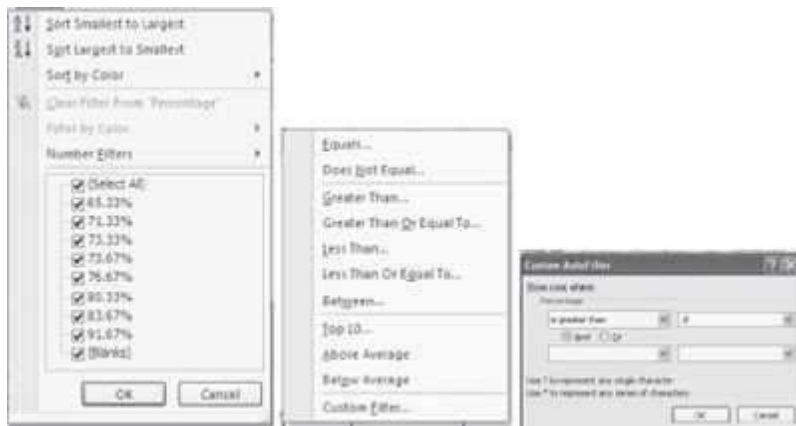 Sort Smallest to Largest
Sort Largest to Smallest
Sort by Color
Clear Filter From "Percentage"
Filter by Color
Number Filters
(Select All)
65.33%
71.33%
73.33%
73.67%
76.67%
80.33%
83.67%
91.67%
(Blanks)
OK Cancel
Equals...
Does Not Equal...
Greater Than...
Greater Than Or Equal To...
Less Than...
Less Than Or Equal To...
Between...
Top 10...
Above Average
Below Average
Custom Filter...
Custom AutoFilter
Show rows where:
Percentage
is greater than
And Or
Use ? to represent any single character
Use * to represent any series of characters
OK Cancel